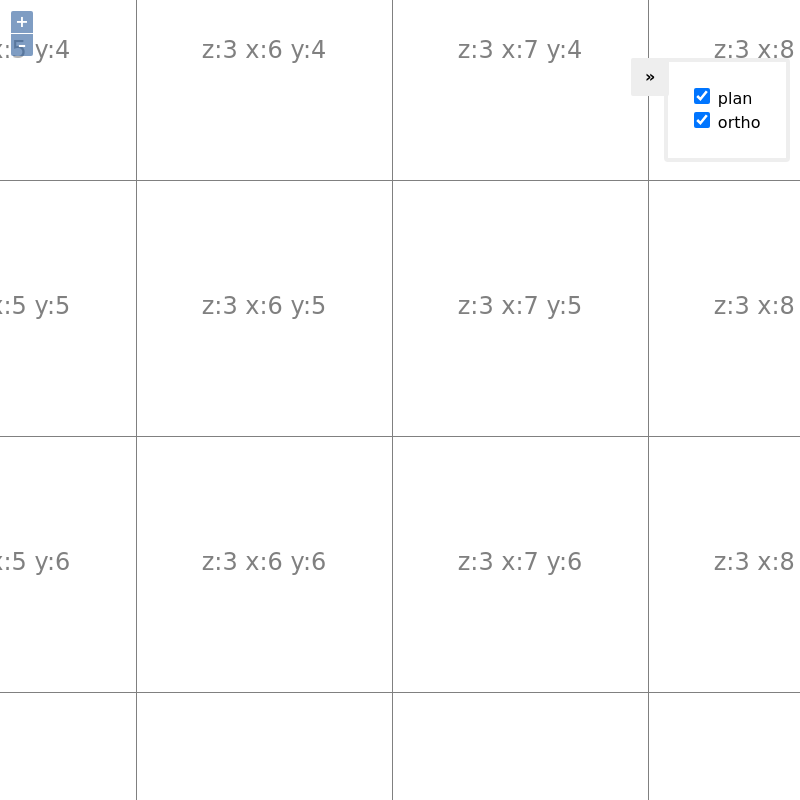 +
–
:5 y:4
z:3 x:6 y:4
z:3 x:7 y:4
z:3 x:8
»
plan
ortho
:5 y:5
z:3 x:6 y:5
z:3 x:7 y:5
z:3 x:8
:5 y:6
z:3 x:6 y:6
z:3 x:7 y:6
z:3 x:8